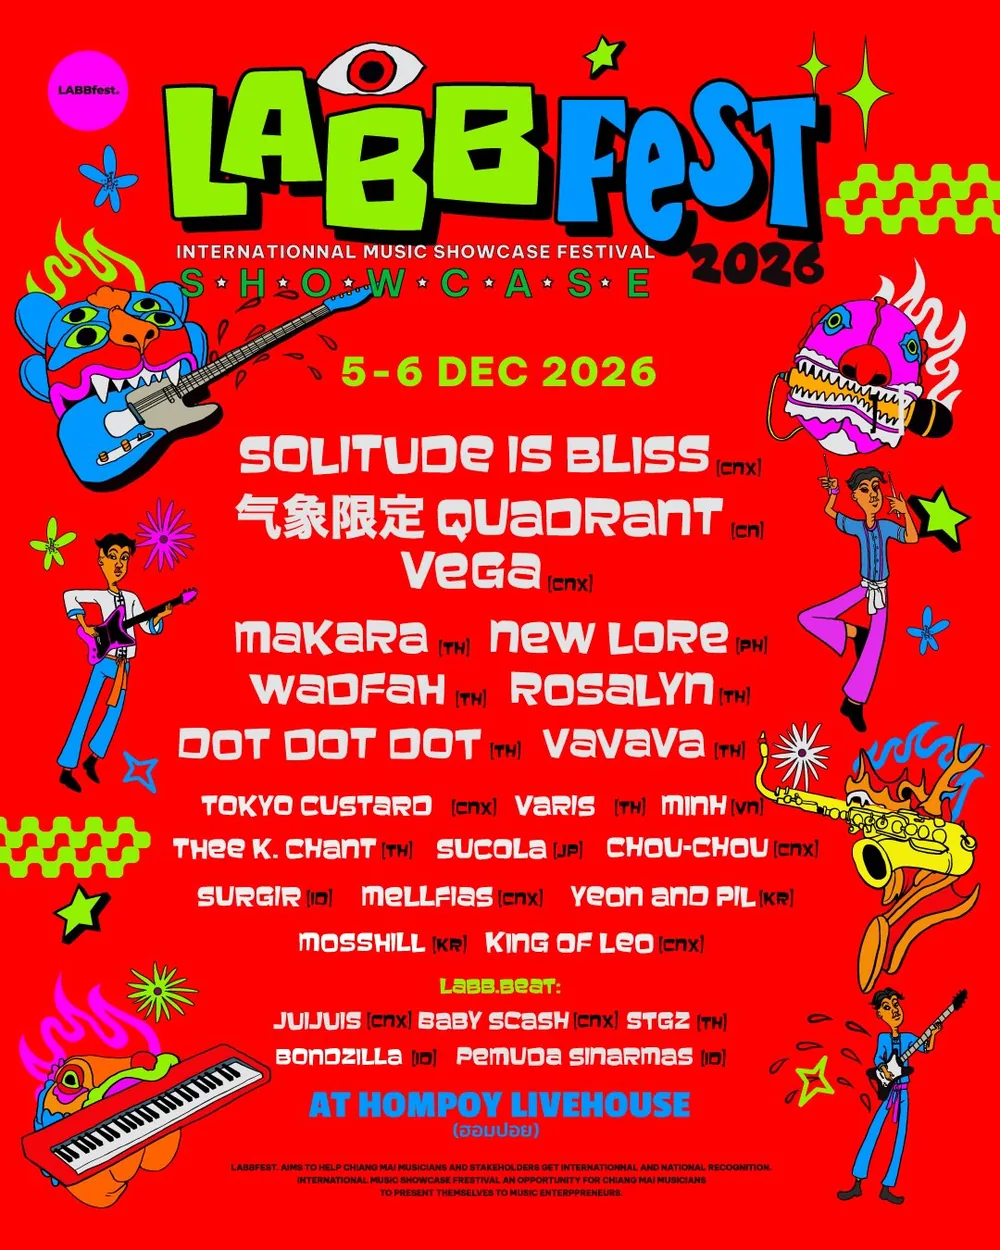 LABBfest.
LABB FEST
2026
INTERNATIONNAL MUSIC SHOWCASE FESTIVAL
S★H★O★W★C★A★S★E
5-6 DEC 2026
SOLITUDE IS BLISS [CNX]
气象限定 QUADRANT [CN]
VEGA [CNX]
MAKARA [TH] NEW LORE [PH]
WADFAH [TH] ROSALYN [TH]
DOT DOT DOT [TH] VAVAVA [TH]
TOKYO CUSTARD [CNX] VARIS [TH] MINH [VN]
THEE K. CHANT [TH] SUCOLA [JP] CHOU-CHOU [CNX]
SURGIR [ID] MELLFIAS [CNX] YEON AND PIL [KR]
MOSSHILL [KR] KING OF LEO [CNX]
LABB.BEAT:
JUIJUIS [CNX] BABY SCASH [CNX] STGZ [TH]
BONDZILLA [ID] PEMUDA SINARMAS [ID]
AT HOMPOY LIVEHOUSE
(ฮอมปอย)
LABBFEST. AIMS TO HELP CHIANG MAI MUSICIANS AND STAKEHOLDERS GET INTERNATIONNAL AND NATIONAL RECOGNITION.
INTERNATIONAL MUSIC SHOWCASE FRESTIVAL AN OPPORTUNITY FOR CHIANG MAI MUSICIANS
TO PRESENT THEMSELVES TO MUSIC ENTERPPRENEURS.